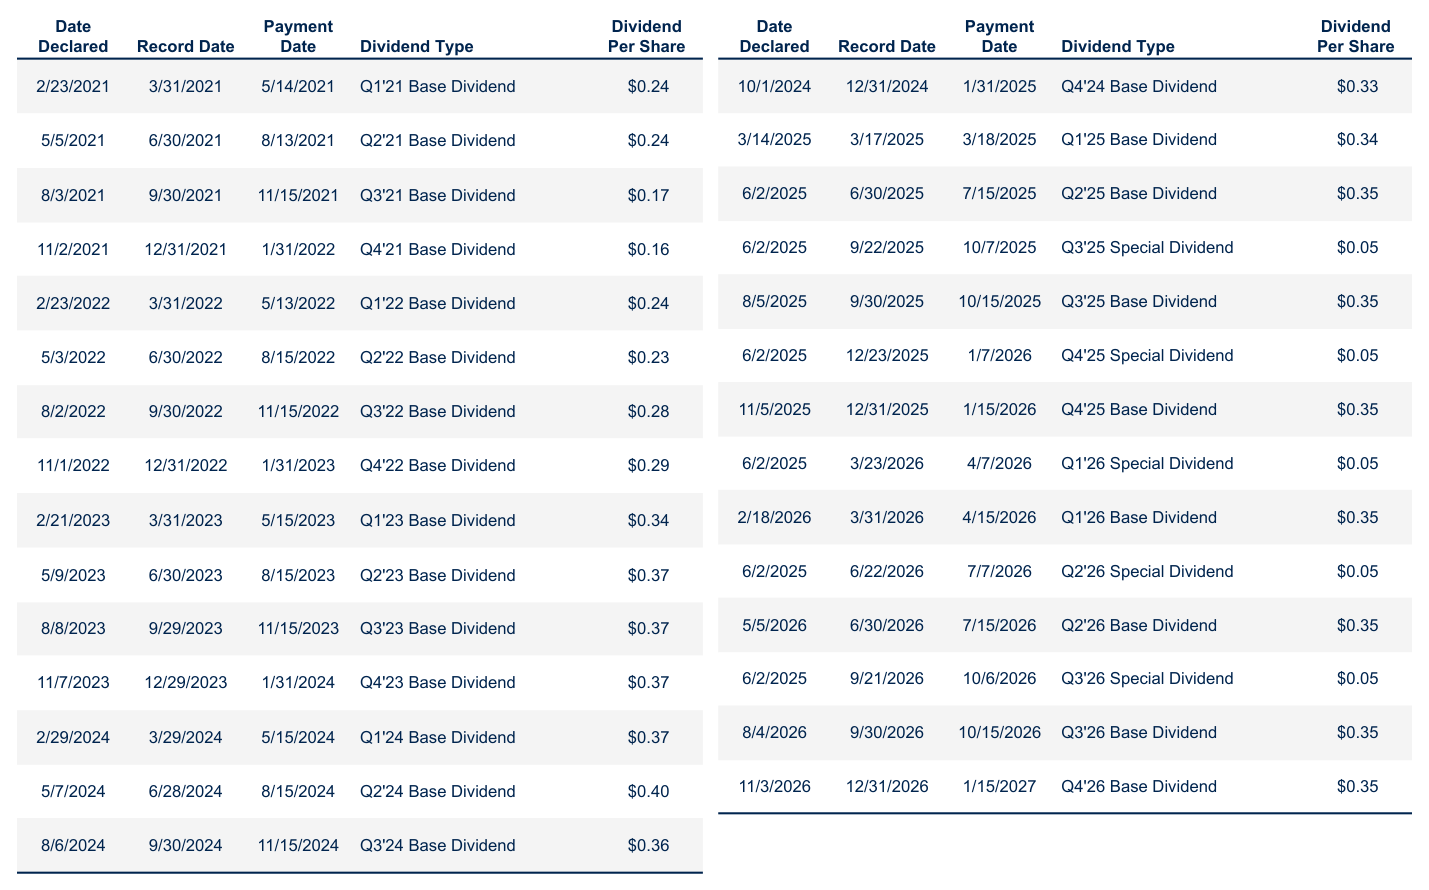 Date Declared Record Date Payment Date Dividend Type Dividend Per Share
2/23/2021 3/31/2021 5/14/2021 Q1'21 Base Dividend $0.24
5/5/2021 6/30/2021 8/13/2021 Q2'21 Base Dividend $0.24
8/3/2021 9/30/2021 11/15/2021 Q3'21 Base Dividend $0.17
11/2/2021 12/31/2021 1/31/2022 Q4'21 Base Dividend $0.16
2/23/2022 3/31/2022 5/13/2022 Q1'22 Base Dividend $0.24
5/3/2022 6/30/2022 8/15/2022 Q2'22 Base Dividend $0.23
8/2/2022 9/30/2022 11/15/2022 Q3'22 Base Dividend $0.28
11/1/2022 12/31/2022 1/31/2023 Q4'22 Base Dividend $0.29
2/21/2023 3/31/2023 5/15/2023 Q1'23 Base Dividend $0.34
5/9/2023 6/30/2023 8/15/2023 Q2'23 Base Dividend $0.37
8/8/2023 9/29/2023 11/15/2023 Q3'23 Base Dividend $0.37
11/7/2023 12/29/2023 1/31/2024 Q4'23 Base Dividend $0.37
2/29/2024 3/29/2024 5/15/2024 Q1'24 Base Dividend $0.37
5/7/2024 6/28/2024 8/15/2024 Q2'24 Base Dividend $0.40
8/6/2024 9/30/2024 11/15/2024 Q3'24 Base Dividend $0.36
Date Declared Record Date Payment Date Dividend Type Dividend Per Share
10/1/2024 12/31/2024 1/31/2025 Q4'24 Base Dividend $0.33
3/14/2025 3/17/2025 3/18/2025 Q1'25 Base Dividend $0.34
6/2/2025 6/30/2025 7/15/2025 Q2'25 Base Dividend $0.35
6/2/2025 9/22/2025 10/7/2025 Q3'25 Special Dividend $0.05
8/5/2025 9/30/2025 10/15/2025 Q3'25 Base Dividend $0.35
6/2/2025 12/23/2025 1/7/2026 Q4'25 Special Dividend $0.05
11/5/2025 12/31/2025 1/15/2026 Q4'25 Base Dividend $0.35
6/2/2025 3/23/2026 4/7/2026 Q1'26 Special Dividend $0.05
2/18/2026 3/31/2026 4/15/2026 Q1'26 Base Dividend $0.35
6/2/2025 6/22/2026 7/7/2026 Q2'26 Special Dividend $0.05
5/5/2026 6/30/2026 7/15/2026 Q2'26 Base Dividend $0.35
6/2/2025 9/21/2026 10/6/2026 Q3'26 Special Dividend $0.05
8/4/2026 9/30/2026 10/15/2026 Q3'26 Base Dividend $0.35
11/3/2026 12/31/2026 1/15/2027 Q4'26 Base Dividend $0.35